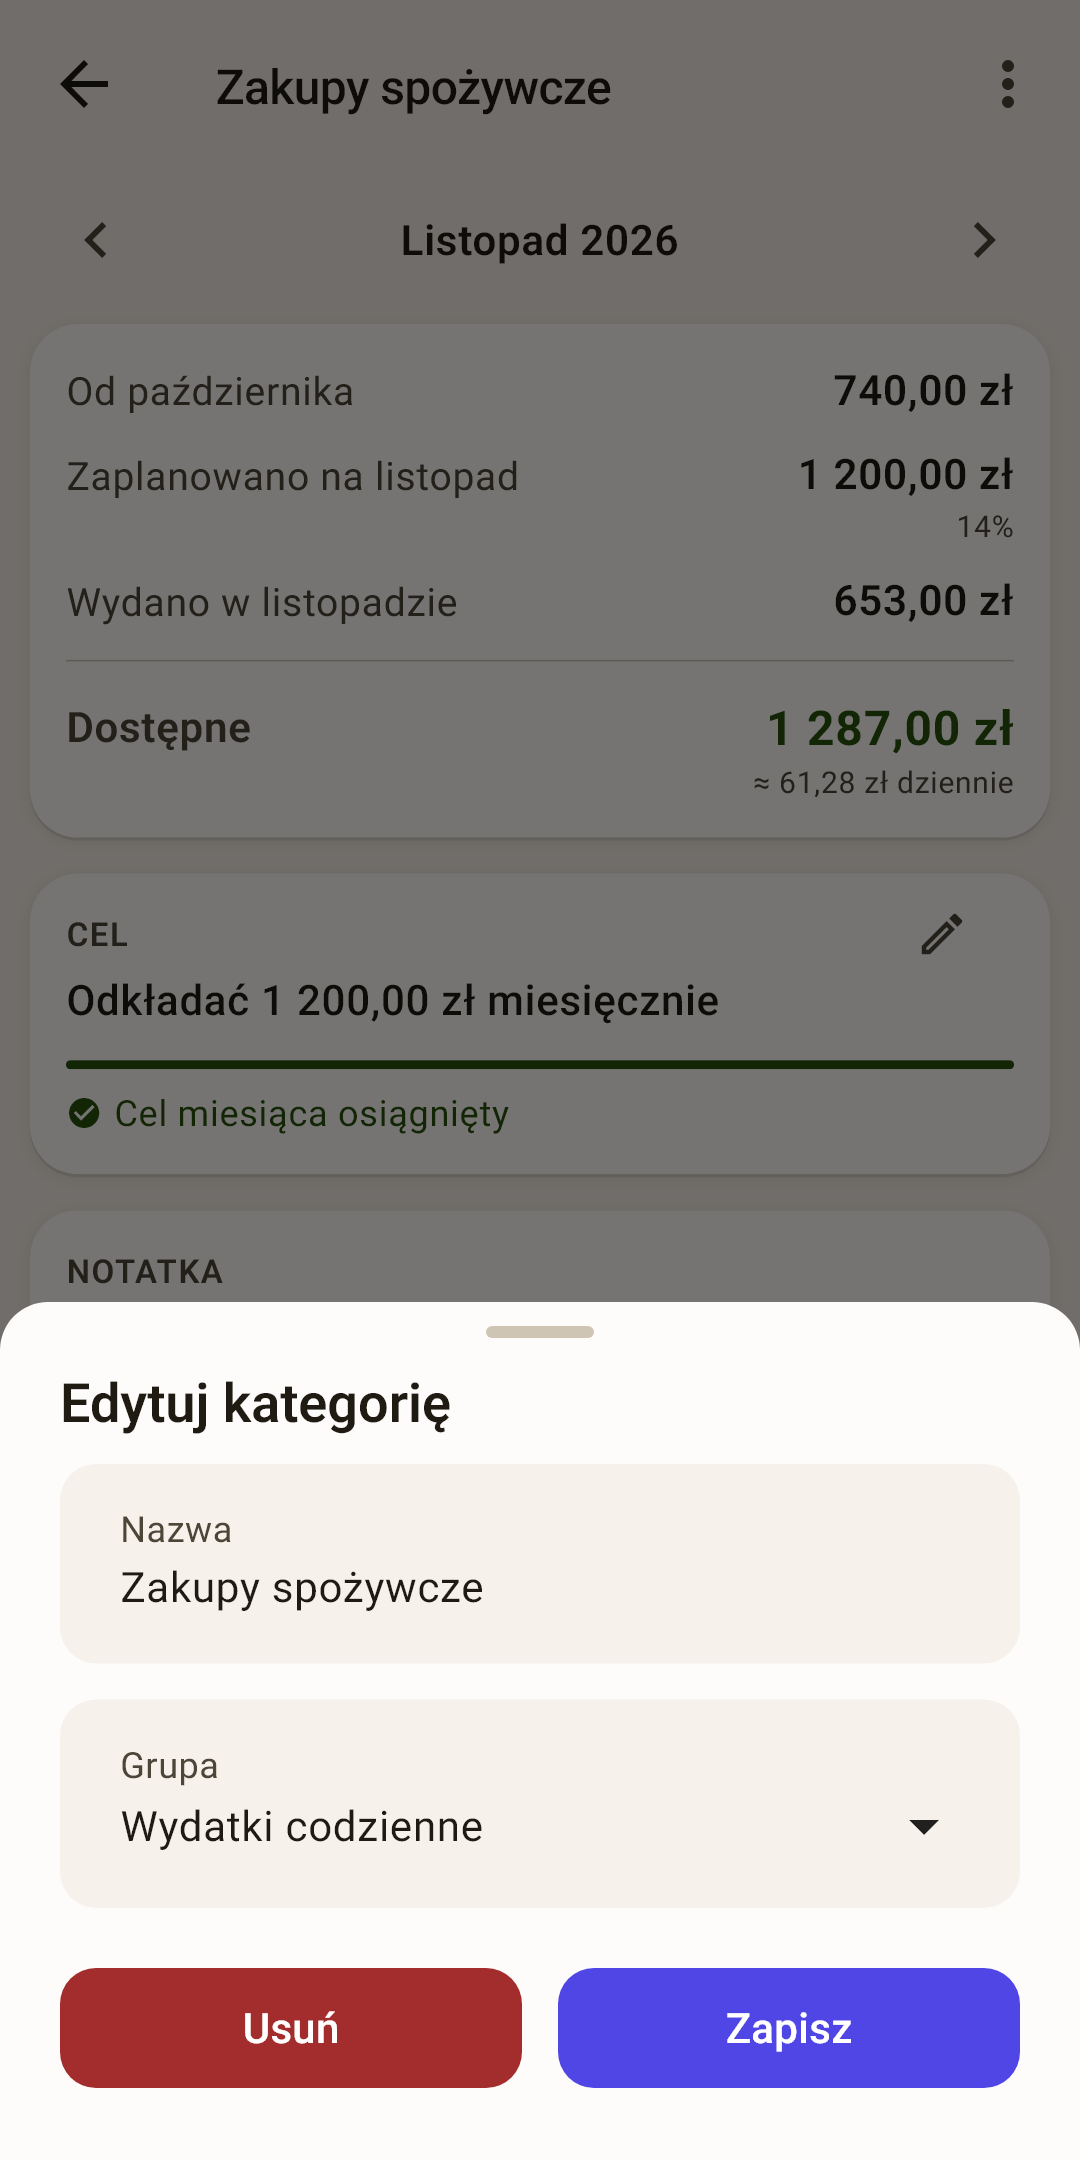 Zakupy spożywcze
Listopad 2026
Od października 740,00 zł
Zaplanowano na listopad 1 200,00 zł
14%
Wydano w listopadzie 653,00 zł
Dostępne 1 287,00 zł
≈ 61,28 zł dziennie
CEL
Odkładać 1 200,00 zł miesięcznie
Cel miesiąca osiągnięty
NOTATKA
Edytuj kategorię
Nazwa
Zakupy spożywcze
Grupa
Wydatki codzienne
Usuń Zapisz